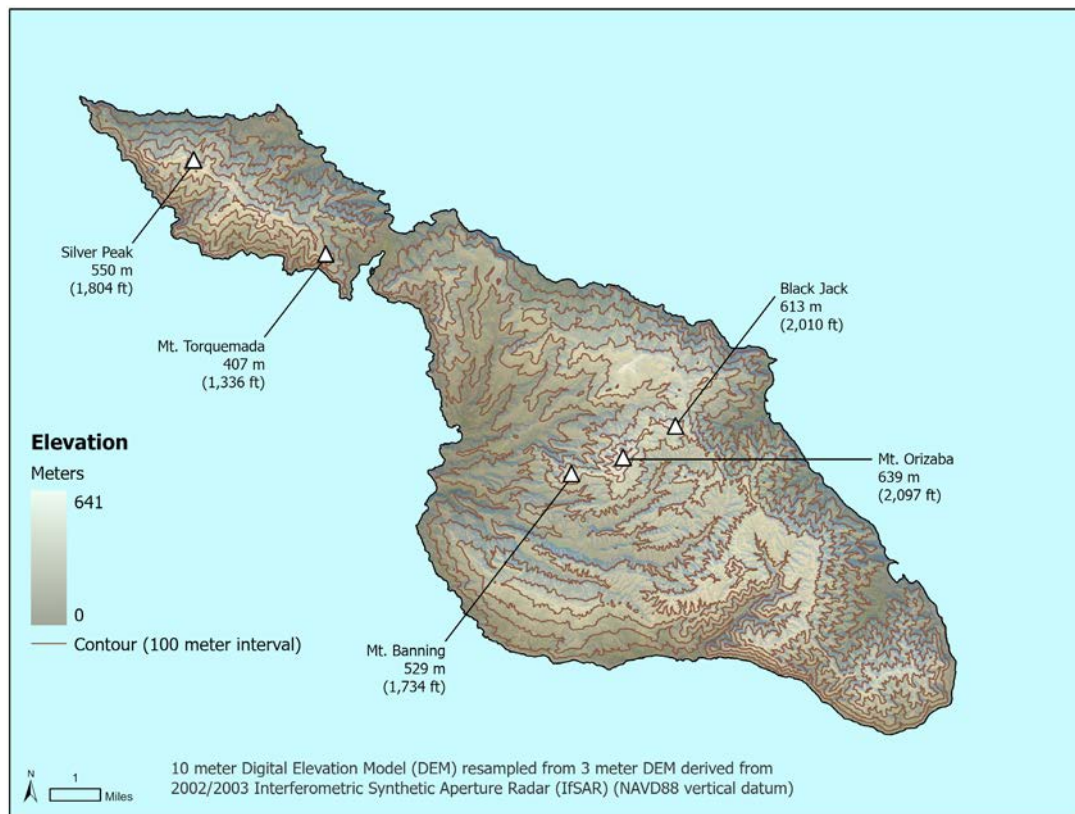 Silver Peak
550 m
(1,804 ft)
Mt. Torquemada
407 m
(1,336 ft)
Black Jack
613 m
(2,010 ft)
Mt. Orizaba
639 m
(2,097 ft)
Mt. Banning
529 m
(1,734 ft)
Elevation
Meters
641
0
Contour (100 meter interval)
N
1
Miles
10 meter Digital Elevation Model (DEM) resampled from 3 meter DEM derived from
2002/2003 Interferometric Synthetic Aperture Radar (IfSAR) (NAVD88 vertical datum)